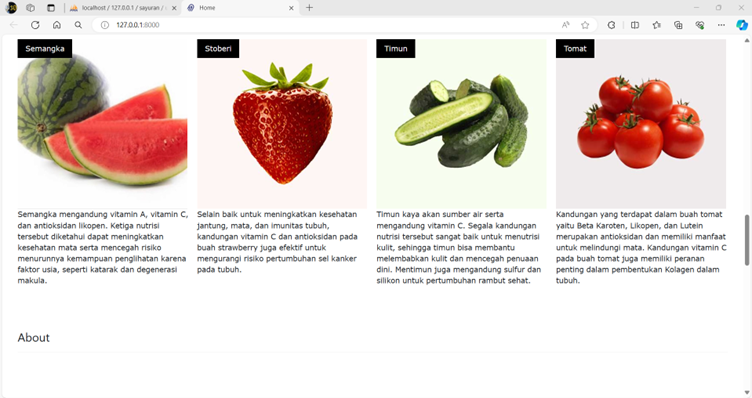 localhost / 127.0.0.1 / sayuran / u
Home
127.0.0.1:8000
Semangka
Stoberi
Timun
Tomat
Semangka mengandung vitamin A, vitamin C,
dan antioksidan likopen. Ketiga nutrisi
tersebut diketahui dapat meningkatkan
kesehatan mata serta mencegah risiko
menurunnya kemampuan penglihatan karena
faktor usia, seperti katarak dan degenerasi
makula.
Selain baik untuk meningkatkan kesehatan
jantung, mata, dan imunitas tubuh,
kandungan vitamin C dan antioksidan pada
buah strawberry juga efektif untuk
mengurangi risiko pertumbuhan sel kanker
pada tubuh.
Timun kaya akan sumber air serta
mengandung vitamin C. Segala kandungan
nutrisi tersebut sangat baik untuk menutrisi
kulit, sehingga timun bisa membantu
melembabkan kulit dan mencegah penuaan
dini. Mentimun juga mengandung sulfur dan
silikon untuk pertumbuhan rambut sehat.
Kandungan yang terdapat dalam buah tomat
yaitu Beta Karoten, Likopen, dan Lutein
merupakan antioksidan dan memiliki manfaat
untuk melindungi mata. Kandungan vitamin C
pada buah tomat juga memiliki peranan
penting dalam pembentukan Kolagen dalam
tubuh.
About